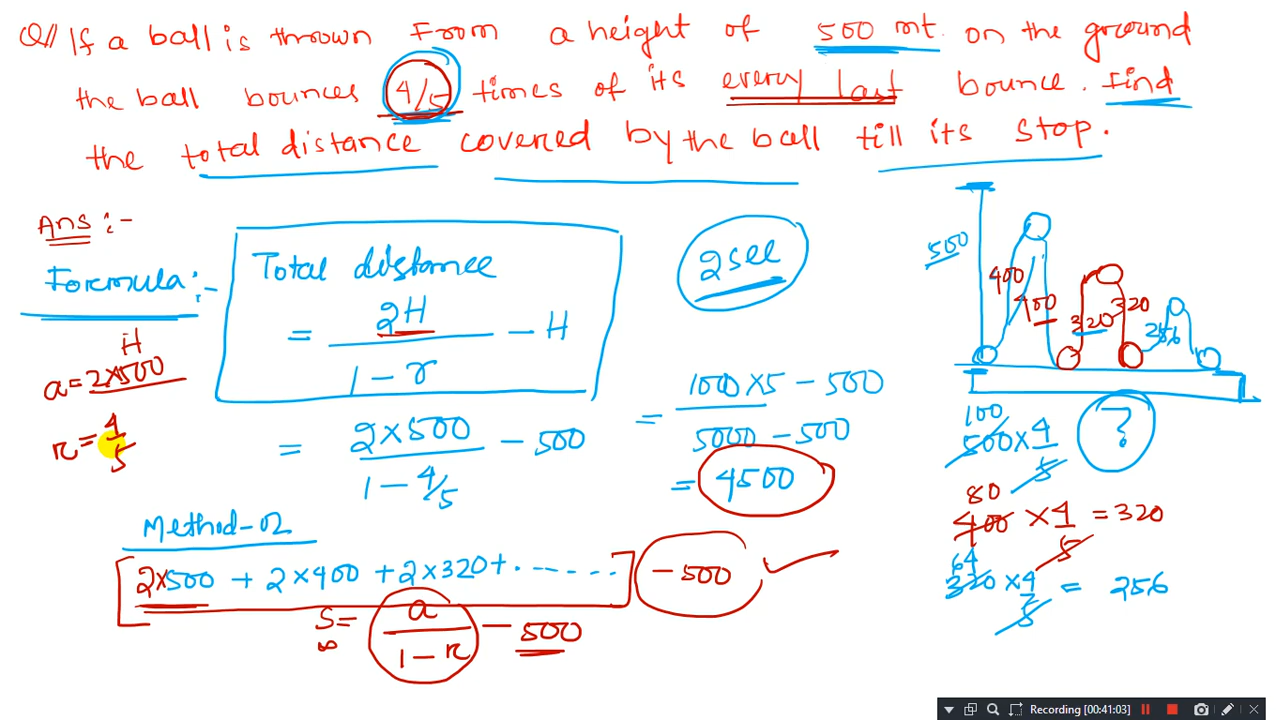 Q// If a ball is thrown From a height of 500 mt. on the ground
the ball bounces 4/5 times of its every last bounce. Find
the total distance covered by the ball till its stop.
Ans :-
Formula :-
H
a = 2×500
r = 4/5
Total distance
= 2H / 1 - r - H
= 2×500 / 1 - 4/5 - 500
2 sec
= 1000 × 5 - 500
5000 - 500
= 4500
Method-02
[2×500 + 2×400 + 2×320 + ........] - 500
S∞ = a / 1 - r - 500
500
400
400
320
320
256
?
100
500 × 4/5
80
400 × 4/5 = 320
64
320 × 4/5 = 256
Recording [00:41:03]